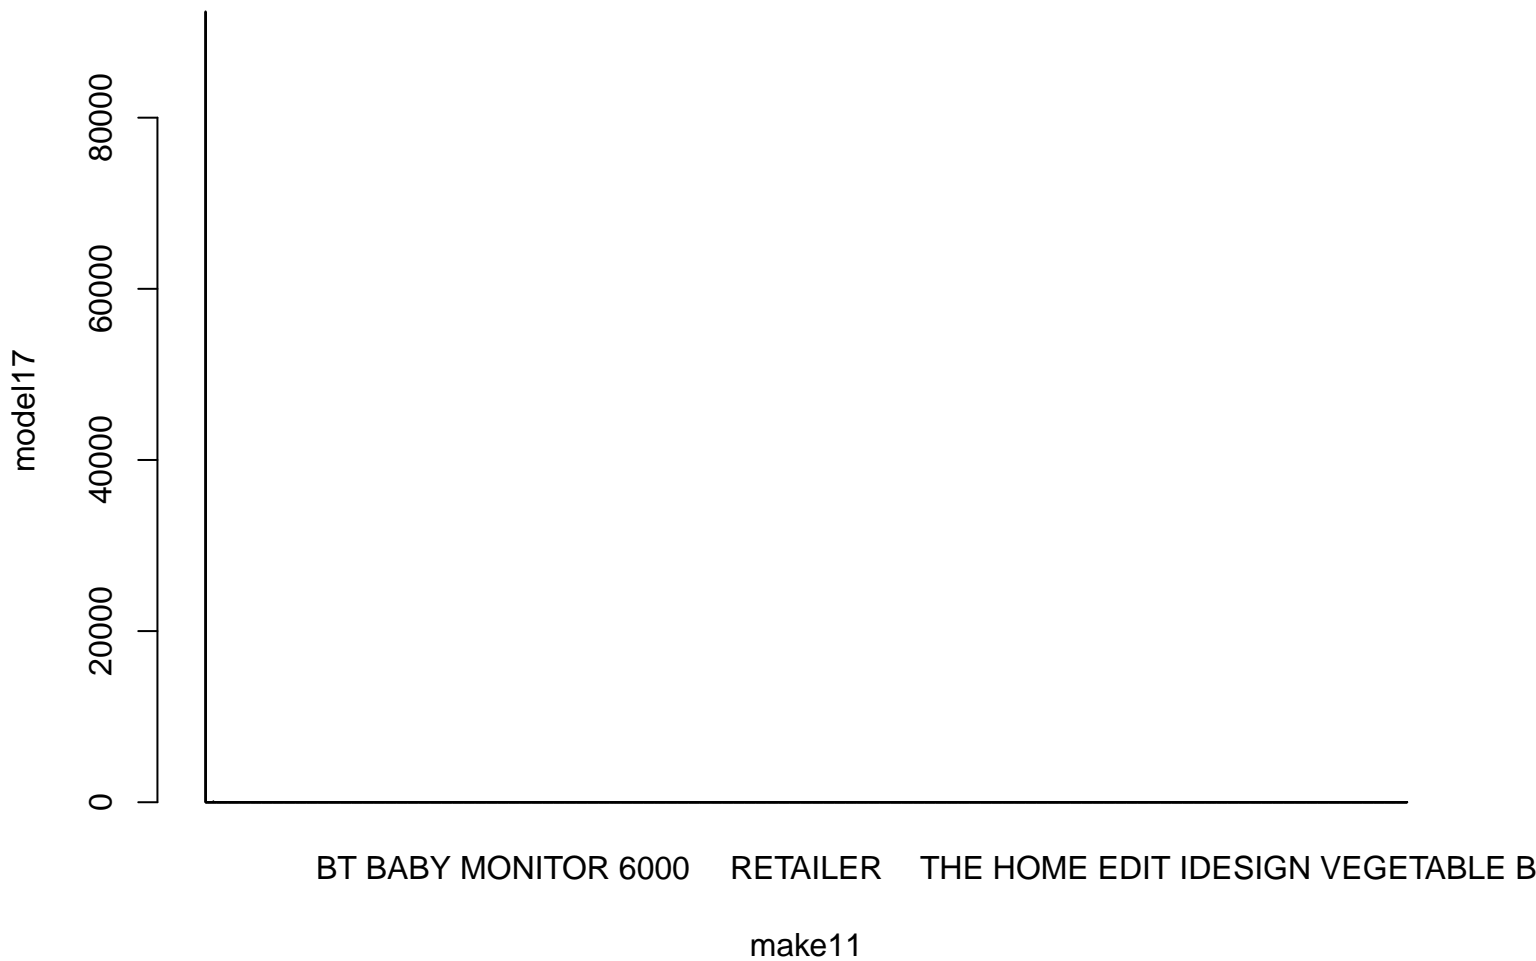 80000
60000
40000
20000
0
model17
BT BABY MONITOR 6000 RETAILER THE HOME EDIT IDESIGN VEGETABLE B
make11